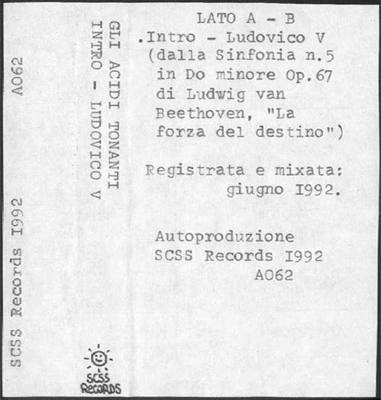 LATO A - B
.Intro - Ludovico V
(dalla Sinfonia n.5
in Do minore Op.67
di Ludwig van
Beethoven, "La
forza del destino")
Registrata e mixata:
giugno I992.
Autoproduzione
SCSS Records I992
A062
GLI ACIDI TONANTI
INTRO - LUDOVICO V
SCSS
RECORDS
SCSS Records I992
A062